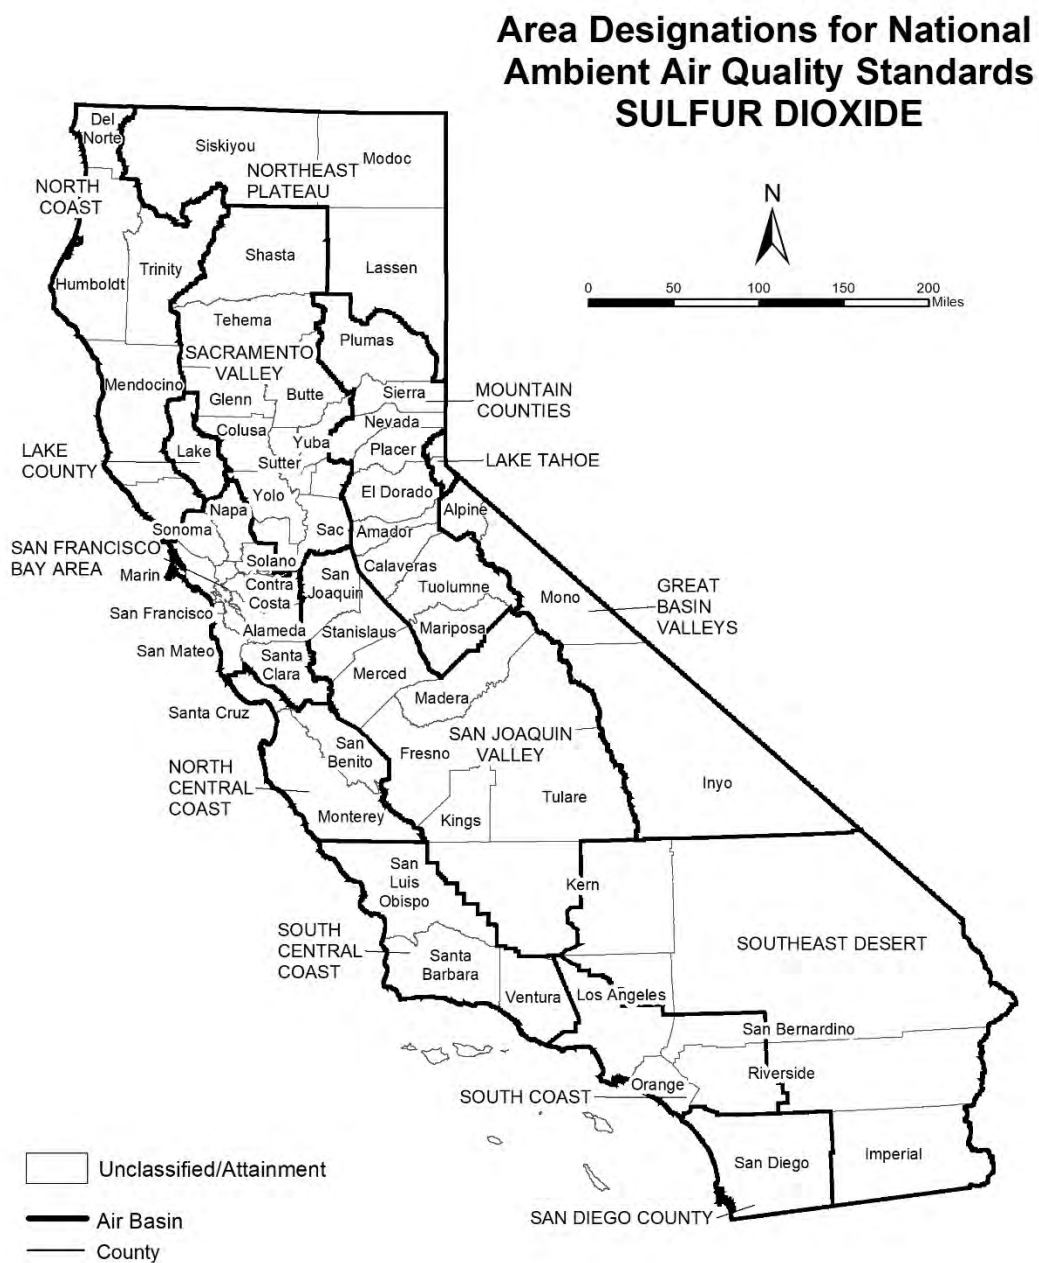 Area Designations for National
Ambient Air Quality Standards
SULFUR DIOXIDE
N
0 50 100 150 200
Miles
Del
Norte
Siskiyou
Modoc
NORTHEAST
PLATEAU
NORTH
COAST
Shasta
Lassen
Trinity
Humboldt
Tehema
Plumas
SACRAMENTO
VALLEY
Mendocino
Glenn
Butte
Sierra
MOUNTAIN
COUNTIES
Colusa
Nevada
Yuba
Placer
LAKE
COUNTY
Lake
Sutter
LAKE TAHOE
Yolo
El Dorado
Napa
Alpine
Sonoma
Sac
Amador
SAN FRANCISCO
BAY AREA
Marin
Solano
Calaveras
Contra
Costa
San
Joaquin
Tuolumne
Mono
GREAT
BASIN
VALLEYS
San Francisco
Alameda
Stanislaus
Mariposa
San Mateo
Santa
Clara
Merced
Madera
Santa Cruz
SAN JOAQUIN
VALLEY
San
Benito
Fresno
NORTH
CENTRAL
COAST
Inyo
Tulare
Monterey
Kings
San
Luis
Obispo
Kern
SOUTH
CENTRAL
COAST
SOUTHEAST DESERT
Santa
Barbara
Ventura
Los Angeles
San Bernardino
Riverside
Orange
SOUTH COAST
San Diego
Imperial
SAN DIEGO COUNTY
Unclassified/Attainment
Air Basin
County